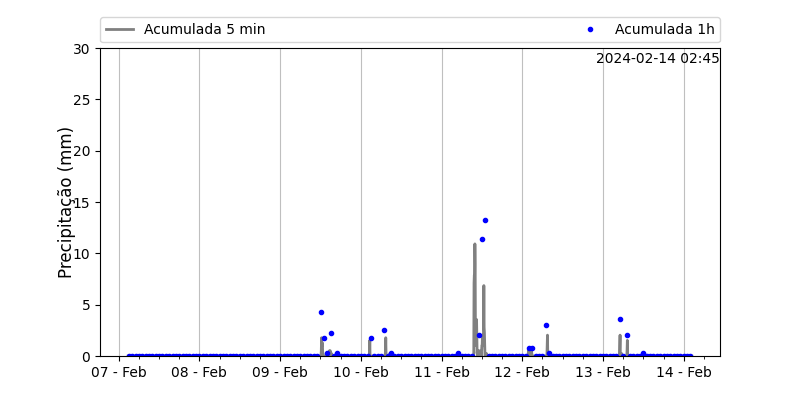 Acumulada 5 min
Acumulada 1h
2024-02-14 02:45
Precipitação (mm)
30
25
20
15
10
5
0
07 - Feb
08 - Feb
09 - Feb
10 - Feb
11 - Feb
12 - Feb
13 - Feb
14 - Feb